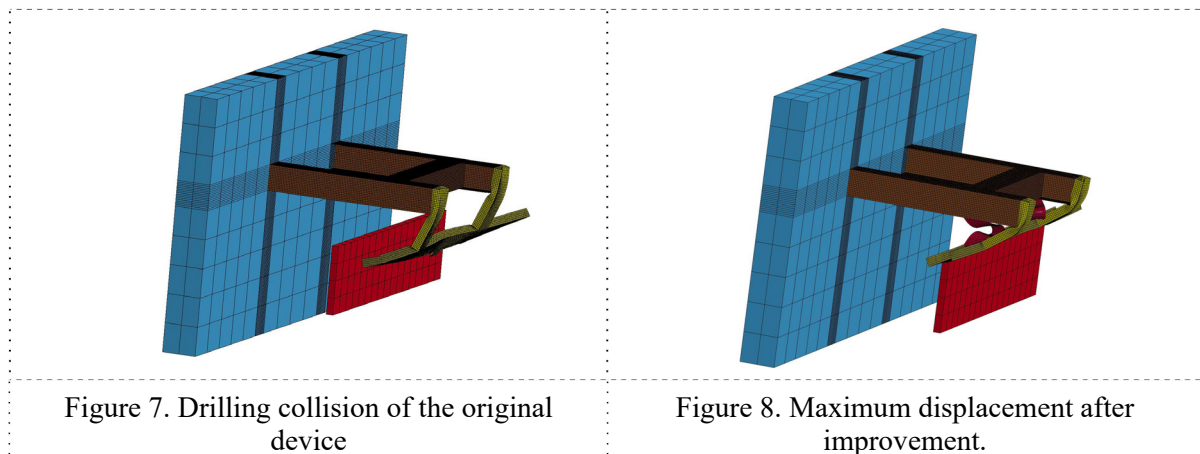 Figure 7. Drilling collision of the original
device
Figure 8. Maximum displacement after
improvement.